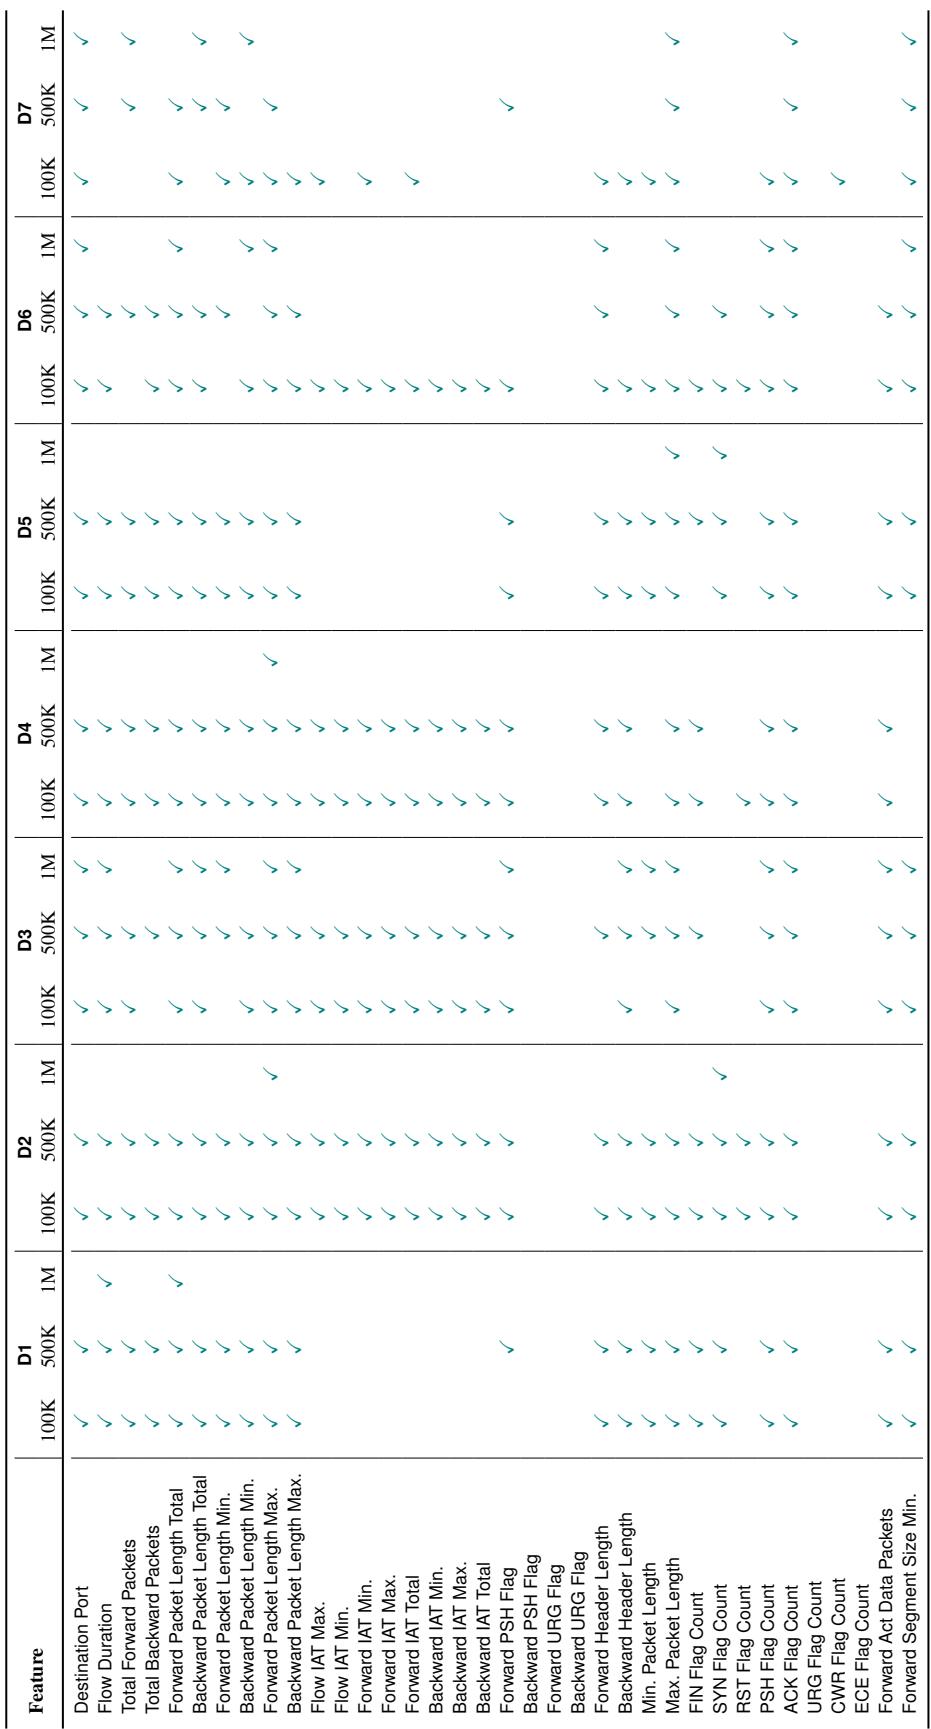 D1 D2 D3 D4 D5 D6 D7
Feature 100K 500K 1M 100K 500K 1M 100K 500K 1M 100K 500K 1M 100K 500K 1M 100K 500K 1M 100K 500K 1M
Destination Port
Flow Duration
Total Forward Packets
Total Backward Packets
Forward Packet Length Total
Backward Packet Length Total
Forward Packet Length Min.
Backward Packet Length Min.
Forward Packet Length Max.
Backward Packet Length Max.
Flow IAT Max.
Flow IAT Min.
Forward IAT Min.
Forward IAT Max.
Forward IAT Total
Backward IAT Min.
Backward IAT Max.
Backward IAT Total
Forward PSH Flag
Backward PSH Flag
Forward URG Flag
Backward URG Flag
Forward Header Length
Backward Header Length
Min. Packet Length
Max. Packet Length
FIN Flag Count
SYN Flag Count
RST Flag Count
PSH Flag Count
ACK Flag Count
URG Flag Count
CWR Flag Count
ECE Flag Count
Forward Act Data Packets
Forward Segment Size Min.